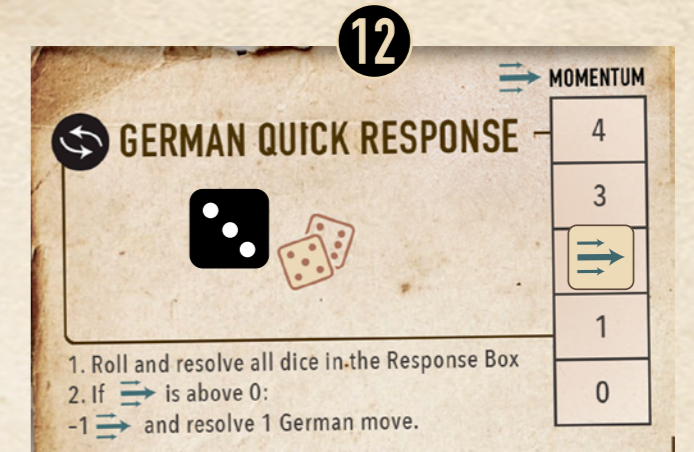 12
MOMENTUM
GERMAN QUICK RESPONSE
4
3
1
0
1. Roll and resolve all dice in the Response Box
2. If is above 0:
-1 and resolve 1 German move.